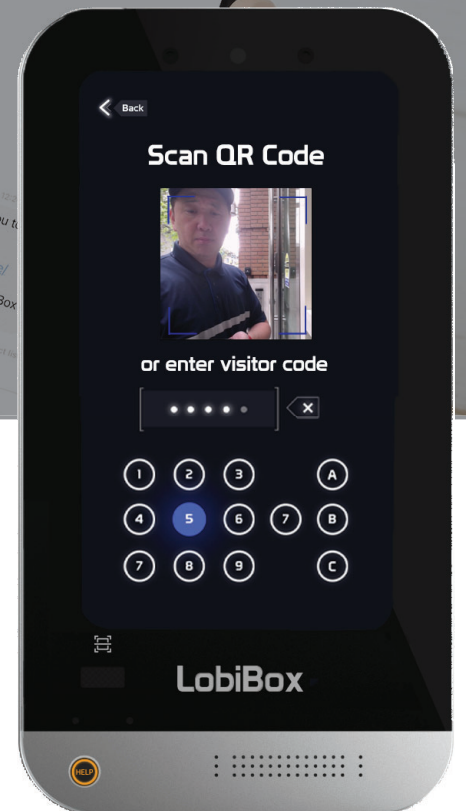 Back
Scan QR Code
or enter visitor code
1 2 3 A
4 5 6 7 B
7 8 9 C
LobiBox
HELP